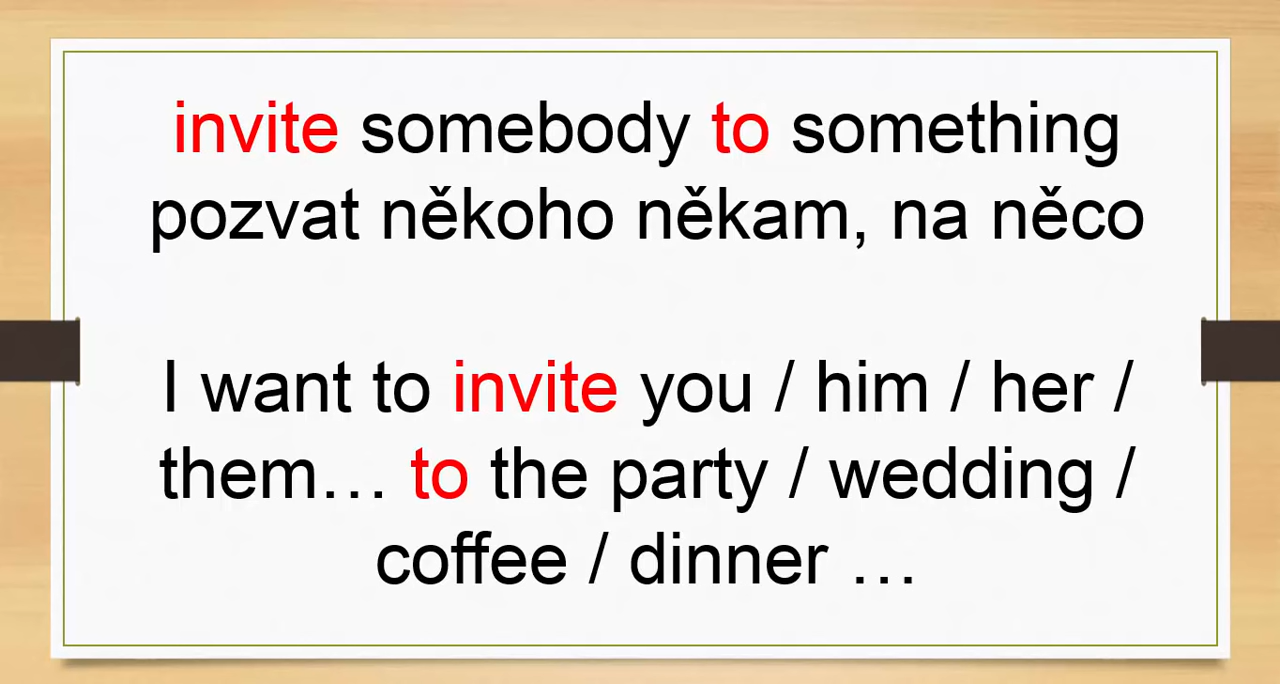 invite somebody to something
pozvat někoho někam, na něco
I want to invite you / him / her /
them… to the party / wedding /
coffee / dinner …